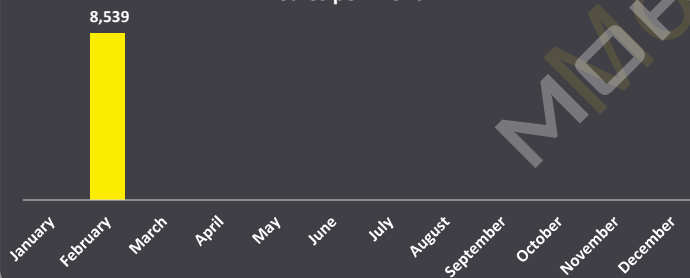 8,539
January
February
March
April
May
June
July
August
September
October
November
December